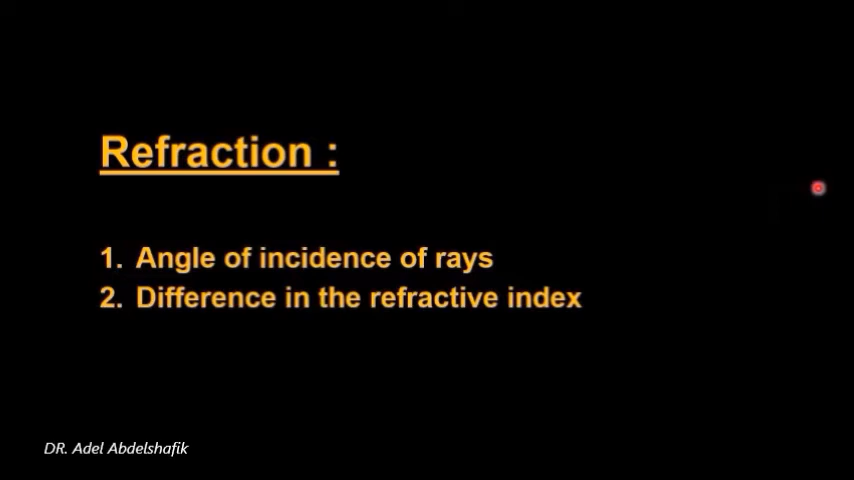 Refraction :
1. Angle of incidence of rays
2. Difference in the refractive index
DR. Adel Abdelshafik